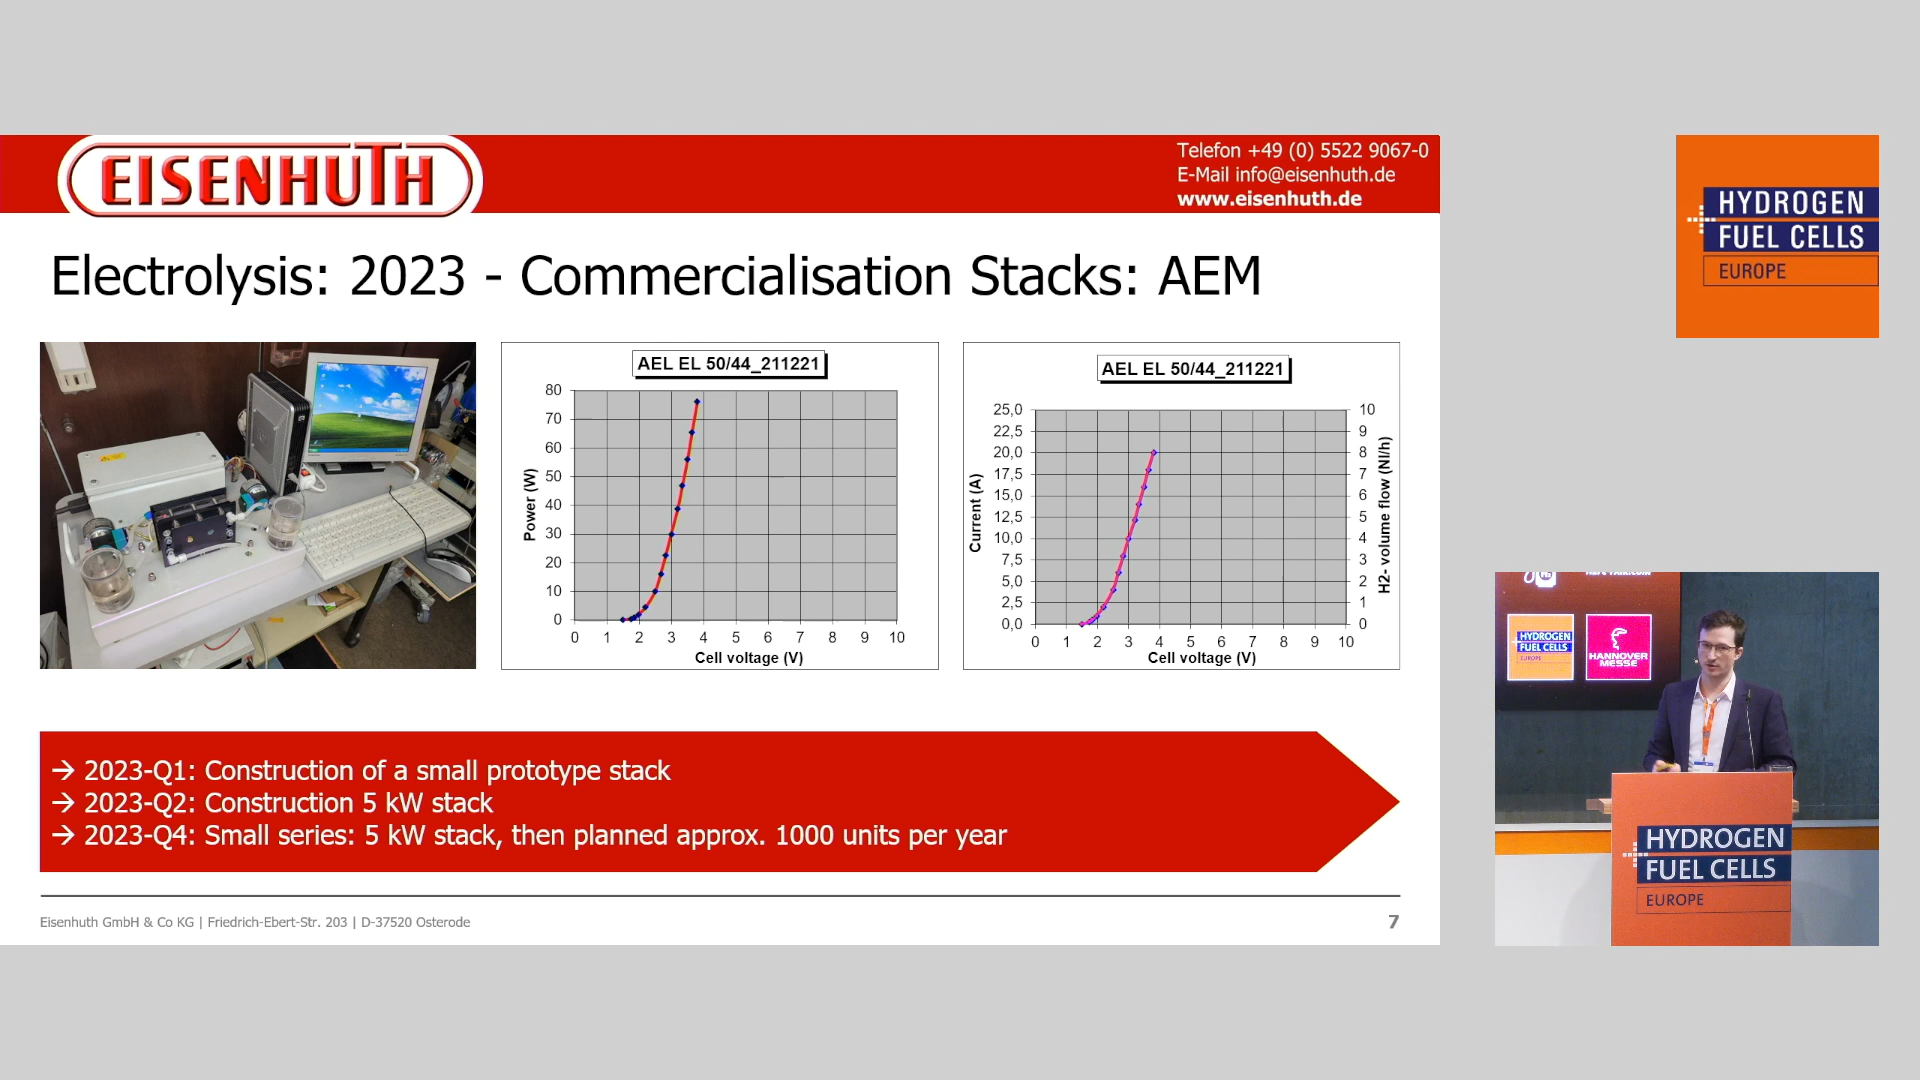 EISENHUTH
Telefon +49 (0) 5522 9067-0
E-Mail info@eisenhuth.de
www.eisenhuth.de
Electrolysis: 2023 - Commercialisation Stacks: AEM
AEL EL 50/44_211221
80
70
60
50
40
30
20
10
0
Power (W)
0 1 2 3 4 5 6 7 8 9 10
Cell voltage (V)
AEL EL 50/44_211221
25,0
22,5
20,0
17,5
15,0
12,5
10,0
7,5
5,0
2,5
0,0
Current (A)
10
9
8
7
6
5
4
3
2
1
0
H2- volume flow (Nl/h)
0 1 2 3 4 5 6 7 8 9 10
Cell voltage (V)
→ 2023-Q1: Construction of a small prototype stack
→ 2023-Q2: Construction 5 kW stack
→ 2023-Q4: Small series: 5 kW stack, then planned approx. 1000 units per year
Eisenhuth GmbH & Co KG | Friedrich-Ebert-Str. 203 | D-37520 Osterode
7
HYDROGEN
FUEL CELLS
EUROPE
HYDROGEN
FUEL CELLS
EUROPE
HANNOVER
MESSE
HYDROGEN
FUEL CELLS
EUROPE